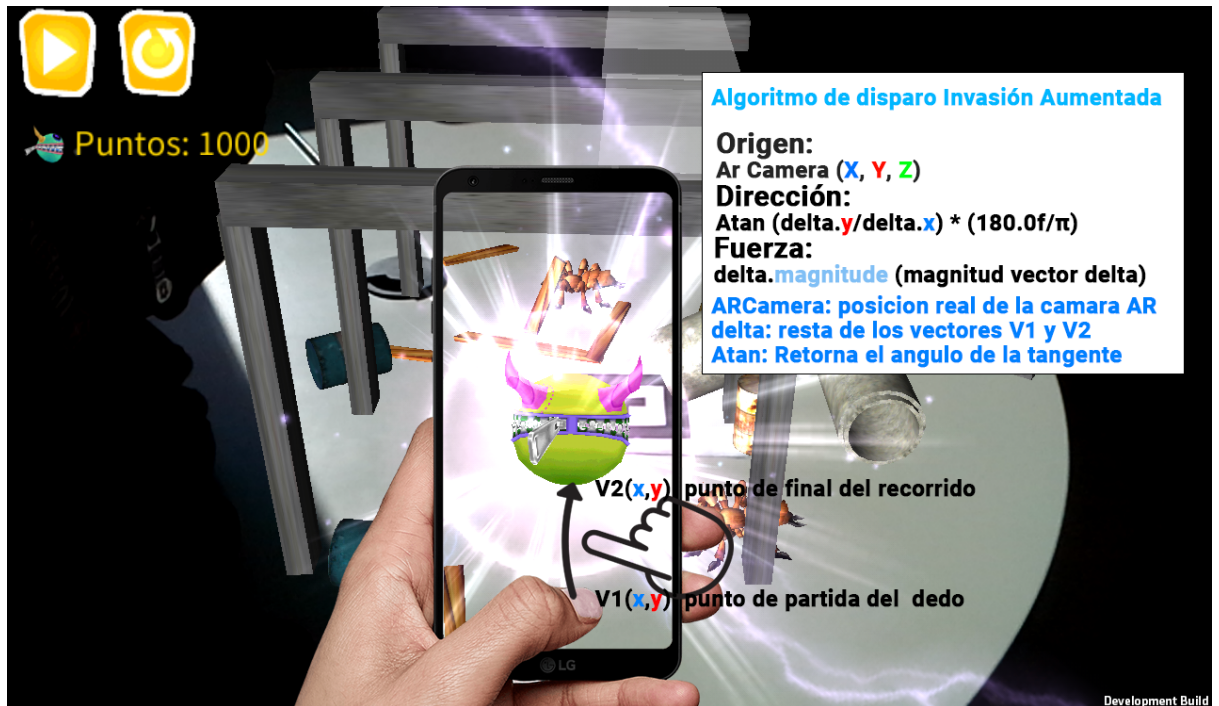 Puntos: 1000
Algoritmo de disparo Invasión Aumentada
Origen:
Ar Camera (X, Y, Z)
Dirección:
Atan (delta.y/delta.x) * (180.0f/π)
Fuerza:
delta.magnitude (magnitud vector delta)
ARCamera: posicion real de la camara AR
delta: resta de los vectores V1 y V2
Atan: Retorna el angulo de la tangente
V2(x,y) punto de final del recorrido
V1(x,y) punto de partida del dedo
LG
Development Build